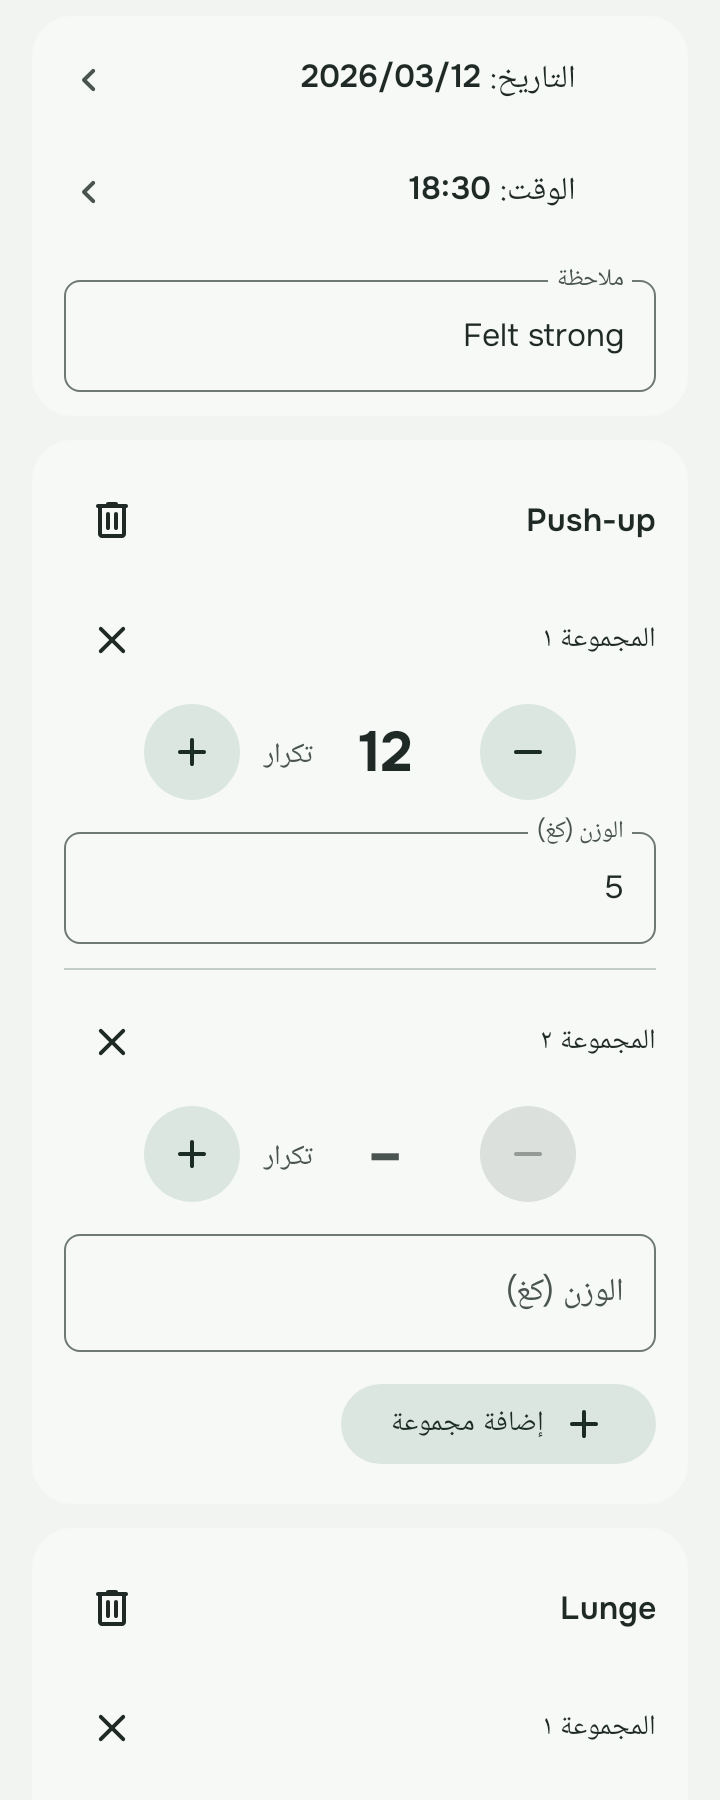 التاريخ: 2026/03/12
الوقت: 18:30
ملاحظة
Felt strong
Push-up
المجموعة ١
12 تكرار
الوزن (كغ)
5
المجموعة ٢
– تكرار
الوزن (كغ)
إضافة مجموعة
Lunge
المجموعة ١